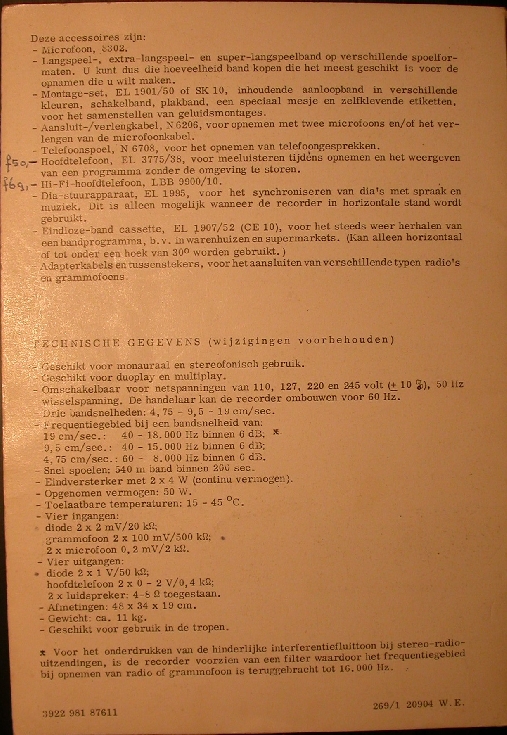 Deze accessoires zijn:
- Microfoon, 8302.
- Langspeel-, extra-langspeel- en super-langspeelband op verschillende spoelfor-
maten. U kunt dus die hoeveelheid band kopen die het meest geschikt is voor de
opnamen die u wilt maken.
- Montage-set, EL 1901/50 of SK 10, inhoudende aanloopband in verschillende
kleuren, schakelband, plakband, een speciaal mesje en zelfklevende etiketten,
voor het samenstellen van geluidsmontages.
- Aansluit-/verlengkabel, N 6206, voor opnemen met twee microfoons en/of het ver-
lengen van de microfoonkabel.
- Telefoonspoel, N 6708, voor het opnemen van telefoongesprekken.
f50,- - Hoofdtelefoon, EL 3775/38, voor meeluisteren tijdens opnemen en het weergeven
van een programma zonder de omgeving te storen.
f69,- - Hi-Fi-hoofdtelefoon, LBB 9900/10.
- Dia-stuurapparaat, EL 1995, voor het synchroniseren van dia's met spraak en
muziek. Dit is alleen mogelijk wanneer de recorder in horizontale stand wordt
gebruikt.
- Eindloze-band cassette, EL 1907/52 (CE 10), voor het steeds weer herhalen van
een bandprogramma, b.v. in warenhuizen en supermarkets. (Kan alleen horizontaal
of tot onder een hoek van 30° worden gebruikt.)
Adapterkabels en tussenstekers, voor het aansluiten van verschillende typen radio's
en grammofoons.
TECHNISCHE GEGEVENS (wijzigingen voorbehouden)
- Geschikt voor monauraal en stereofonisch gebruik.
- Geschikt voor duoplay en multiplay.
- Omschakelbaar voor netspanningen van 110, 127, 220 en 245 volt (± 10 %), 50 Hz
wisselspanning. De handelaar kan de recorder ombouwen voor 60 Hz.
- Drie bandsnelheden: 4,75 - 9,5 - 19 cm/sec.
- Frequentiegebied bij een bandsnelheid van:
19 cm/sec.: 40 - 18.000 Hz binnen 6 dB; *
9,5 cm/sec.: 40 - 15.000 Hz binnen 6 dB;
4,75 cm/sec.: 60 - 8.000 Hz binnen 6 dB.
- Snel spoelen: 540 m band binnen 200 sec.
- Eindversterker met 2 x 4 W (continu vermogen).
- Opgenomen vermogen: 50 W.
- Toelaatbare temperaturen: 15 - 45 °C.
- Vier ingangen:
diode 2 x 2 mV/20 kΩ;
grammofoon 2 x 100 mV/500 kΩ;
2 x microfoon 0,2 mV/2 kΩ.
- Vier uitgangen:
diode 2 x 1 V/50 kΩ;
hoofdtelefoon 2 x 0 - 2 V/0,4 kΩ;
2 x luidspreker: 4-8 Ω toegestaan.
- Afmetingen: 48 x 34 x 19 cm.
- Gewicht: ca. 11 kg.
- Geschikt voor gebruik in de tropen.
* Voor het onderdrukken van de hinderlijke interferentiefluittoon bij stereo-radio-
uitzendingen, is de recorder voorzien van een filter waardoor het frequentiegebied
bij opnemen van radio of grammofoon is teruggebracht tot 16.000 Hz.
3922 981 87611
269/1 20904 W.E.